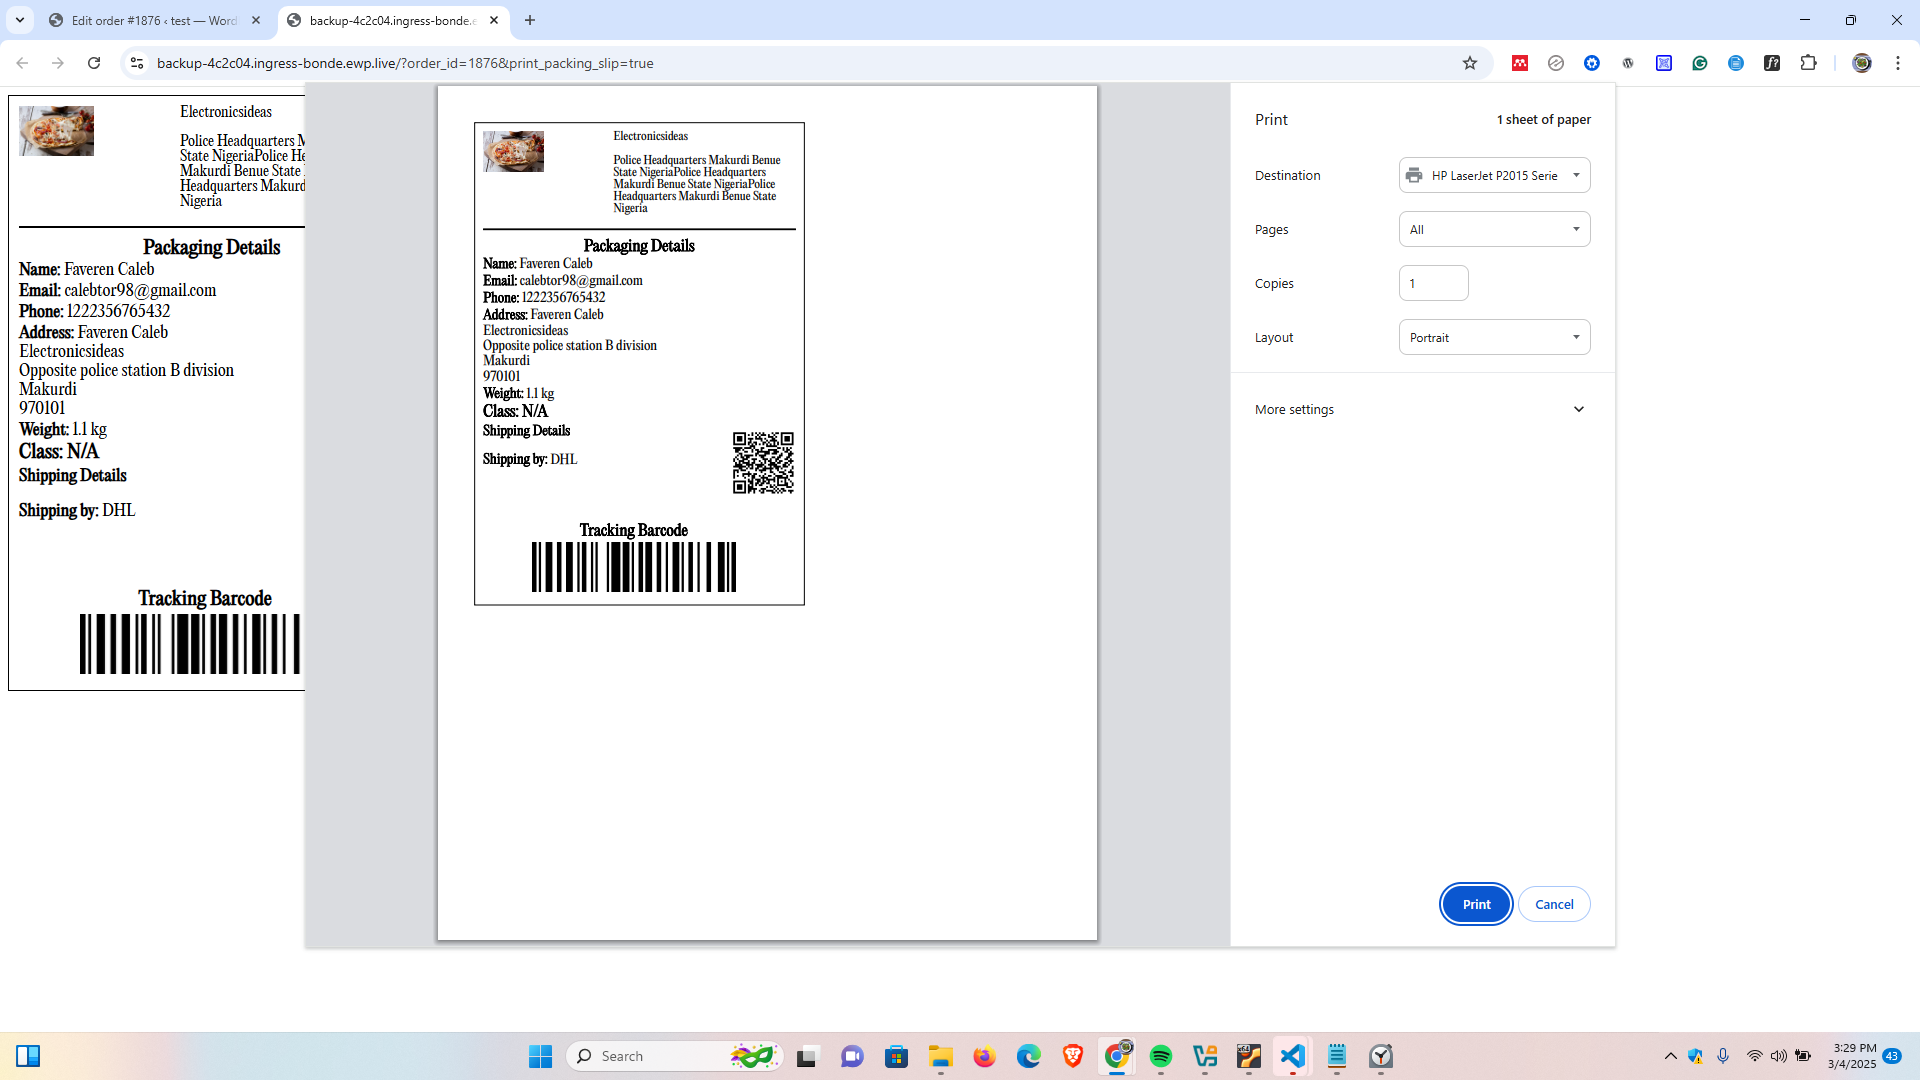 Edit order #1876 ‹ test — Word
backup-4c2c04.ingress-bonde.e
backup-4c2c04.ingress-bonde.ewp.live/?order_id=1876&print_packing_slip=true
Electronicsideas
Police Headquarters M
State NigeriaPolice He
Makurdi Benue State
Headquarters Makurd
Nigeria
Packaging Details
Name: Faveren Caleb
Email: calebtor98@gmail.com
Phone: 1222356765432
Address: Faveren Caleb
Electronicsideas
Opposite police station B division
Makurdi
970101
Weight: 1.1 kg
Class: N/A
Shipping Details
Shipping by: DHL
Tracking Barcode
Electronicsideas
Police Headquarters Makurdi Benue
State NigeriaPolice Headquarters
Makurdi Benue State NigeriaPolice
Headquarters Makurdi Benue State
Nigeria
Packaging Details
Name: Faveren Caleb
Email: calebtor98@gmail.com
Phone: 1222356765432
Address: Faveren Caleb
Electronicsideas
Opposite police station B division
Makurdi
970101
Weight: 1.1 kg
Class: N/A
Shipping Details
Shipping by: DHL
Tracking Barcode
Print
1 sheet of paper
Destination
HP LaserJet P2015 Serie
Pages
All
Copies
1
Layout
Portrait
More settings
Print
Cancel
Search
3:29 PM
3/4/2025
43